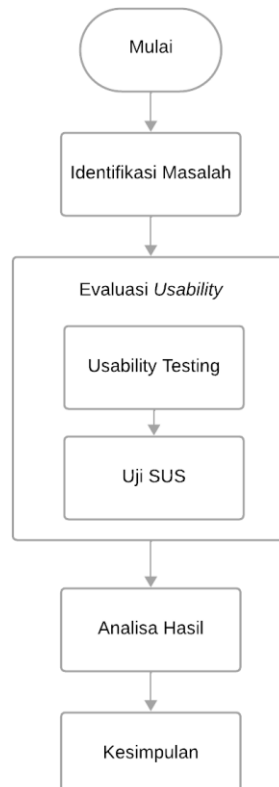 Mulai
Identifikasi Masalah
Evaluasi Usability
Usability Testing
Uji SUS
Analisa Hasil
Kesimpulan